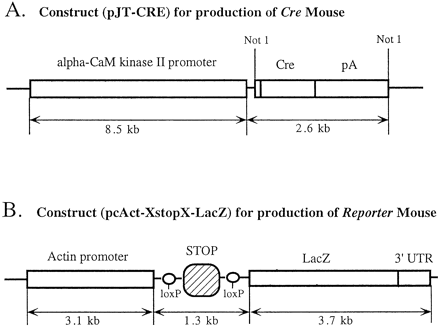 A. Construct (pJT-CRE) for production of Cre Mouse
Not 1
Not 1
alpha-CaM kinase II promoter
Cre
pA
8.5 kb
2.6 kb
B. Construct (pcAct-XstopX-LacZ) for production of Reporter Mouse
STOP
Actin promoter
LacZ
3' UTR
loxP
loxP
3.1 kb
1.3 kb
3.7 kb